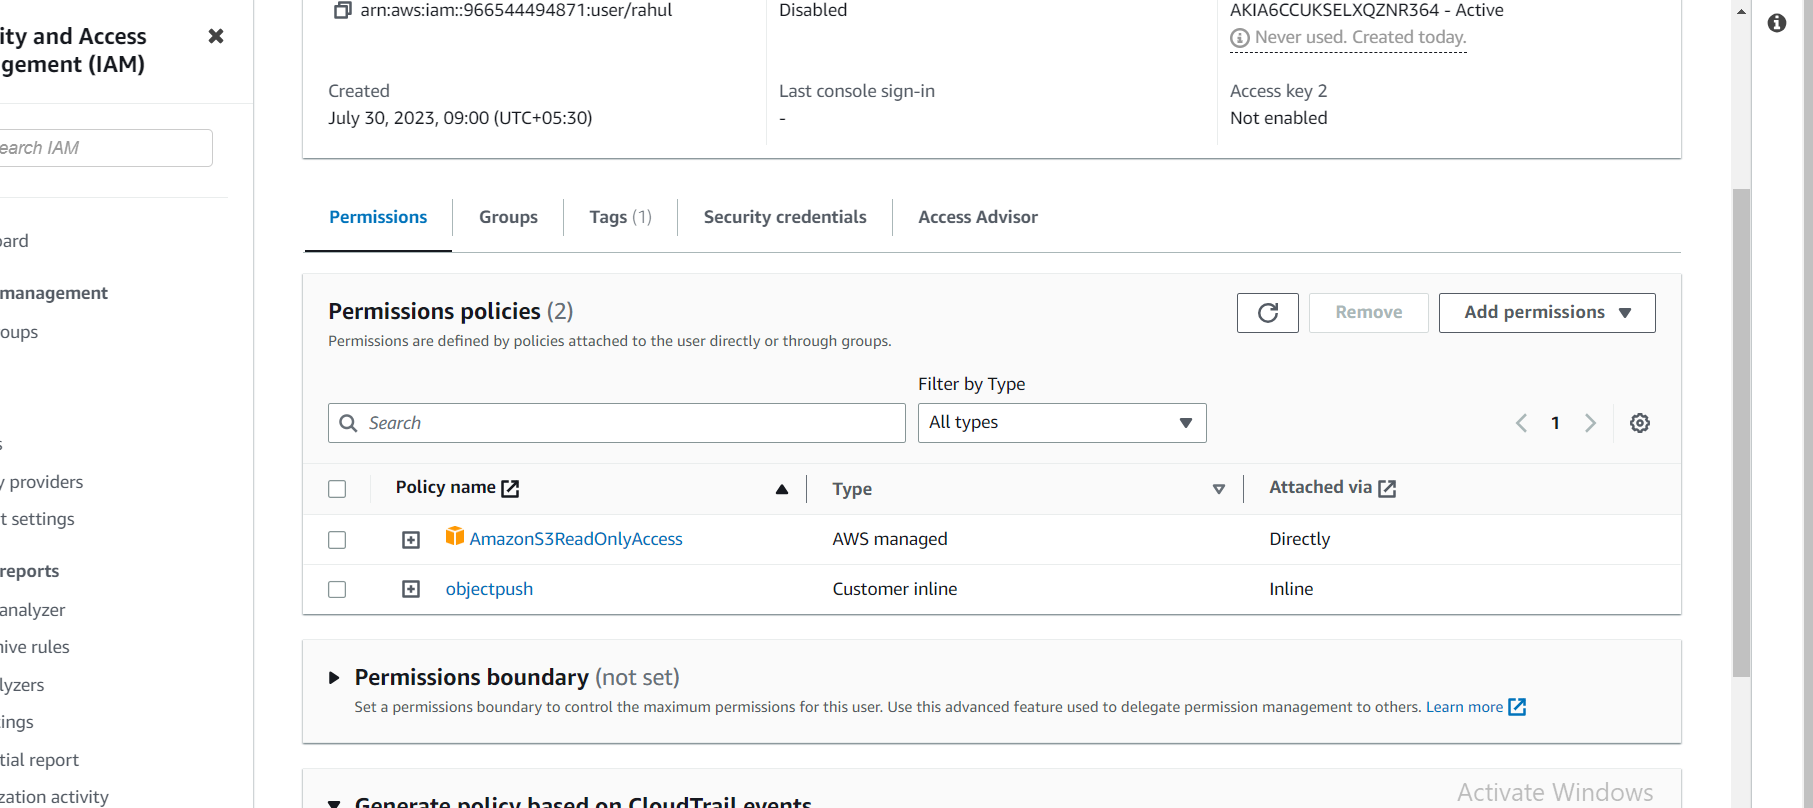 arn:aws:iam::966544494871:user/rahul
Disabled
AKIA6CCUKSELXQZNR364 - Active
Never used. Created today.
Created
July 30, 2023, 09:00 (UTC+05:30)
Last console sign-in
-
Access key 2
Not enabled
ity and Access
gement (IAM)
earch IAM
ard
management
oups
s
y providers
t settings
reports
analyzer
ive rules
lyzers
ings
tial report
zation activity
Permissions
Groups
Tags (1)
Security credentials
Access Advisor
Permissions policies (2)
Permissions are defined by policies attached to the user directly or through groups.
Remove
Add permissions
Filter by Type
Search
All types
1
Policy name
Type
Attached via
AmazonS3ReadOnlyAccess
AWS managed
Directly
objectpush
Customer inline
Inline
Permissions boundary (not set)
Set a permissions boundary to control the maximum permissions for this user. Use this advanced feature used to delegate permission management to others. Learn more
Generate policy based on CloudTrail events
Activate Windows